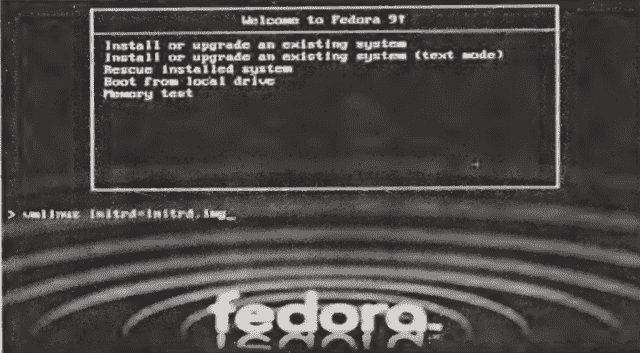 Welcome to Fedora 9!
Install or upgrade an existing system
Install or upgrade an existing system (text mode)
Rescue installed system
Boot from local drive
Memory test
> vmlinuz initrd=initrd.img_
fedora